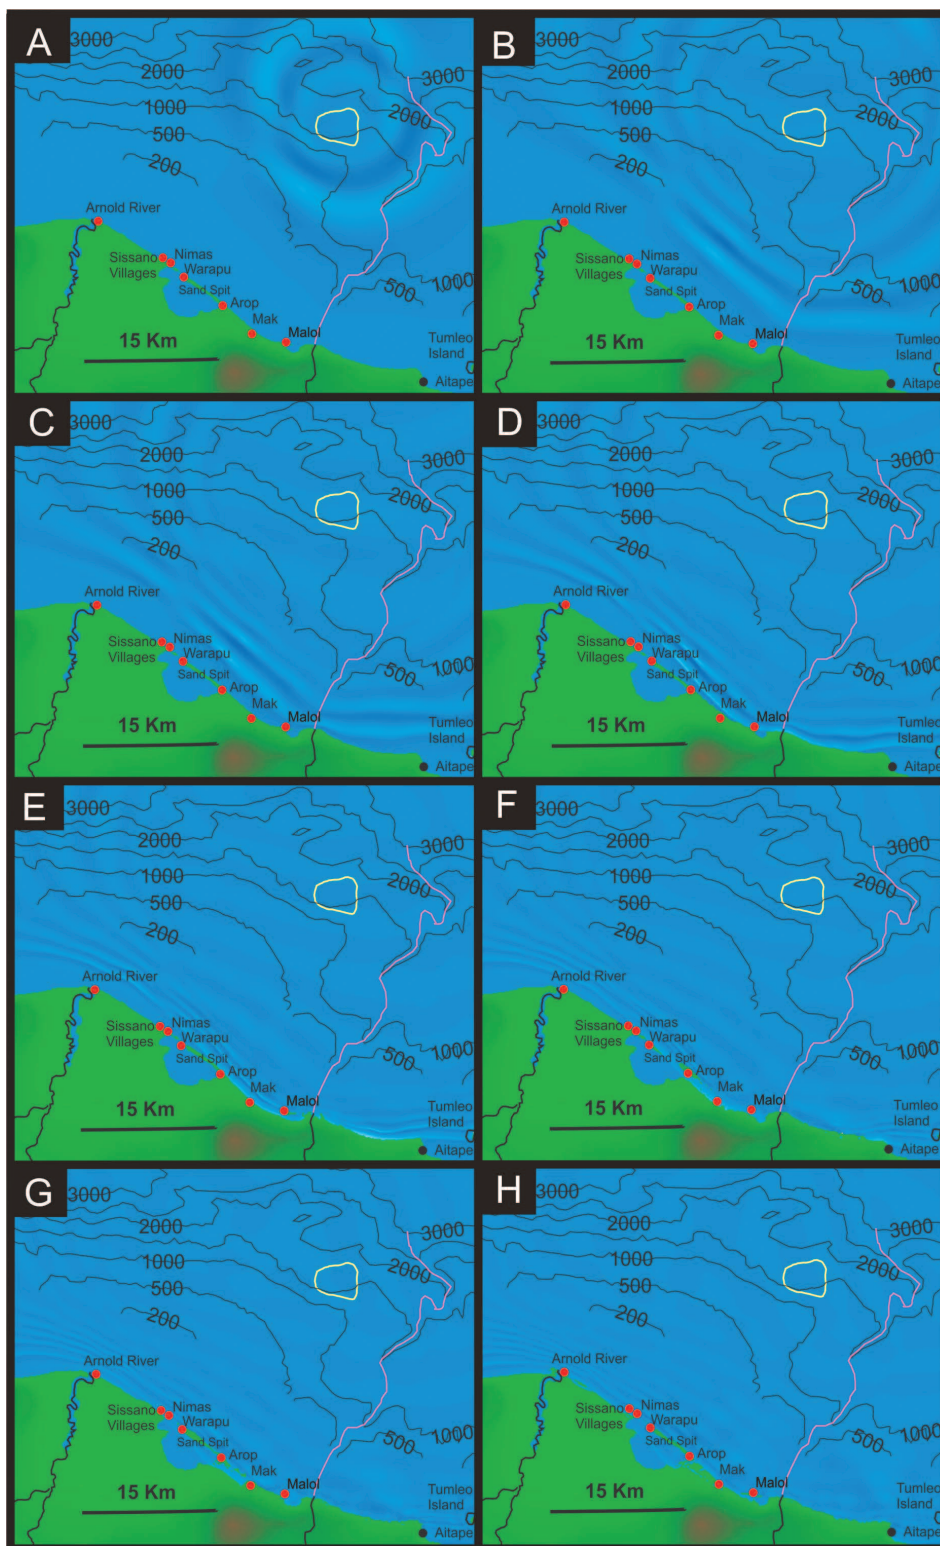 A
3000
2000
1000
500
200
3000
2000
Arnold River
Sissano
Villages
Nimas
Warapu
Sand Spit
Arop
Mak
Malol
15 Km
Tumleo
Island
Aitape
B
3000
2000
1000
500
200
3000
2000
Arnold River
Sissano
Villages
Nimas
Warapu
Sand Spit
Arop
Mak
Malol
500
1000
15 Km
Tumleo
Island
Aitape
C
3000
2000
1000
500
200
3000
2000
Arnold River
Sissano
Villages
Nimas
Warapu
Sand Spit
Arop
Mak
Malol
500
1000
15 Km
Tumleo
Island
Aitape
D
3000
2000
1000
500
200
3000
2000
Arnold River
Sissano
Villages
Nimas
Warapu
Sand Spit
Arop
Mak
Malol
500
1000
15 Km
Tumleo
Island
Aitape
E
3000
2000
1000
500
200
3000
2000
Arnold River
Sissano
Villages
Nimas
Warapu
Sand Spit
Arop
Mak
Malol
500
1000
15 Km
Tumleo
Island
Aitape
F
3000
2000
1000
500
200
3000
2000
Arnold River
Sissano
Villages
Nimas
Warapu
Sand Spit
Arop
Mak
Malol
500
1000
15 Km
Tumleo
Island
Aitape
G
3000
2000
1000
500
200
3000
2000
Arnold River
Sissano
Villages
Nimas
Warapu
Sand Spit
Arop
Mak
Malol
500
1000
15 Km
Tumleo
Island
Aitape
H
3000
2000
1000
500
200
3000
2000
Arnold River
Sissano
Villages
Nimas
Warapu
Sand Spit
Arop
Mak
Malol
500
1000
15 Km
Tumleo
Island
Aitape